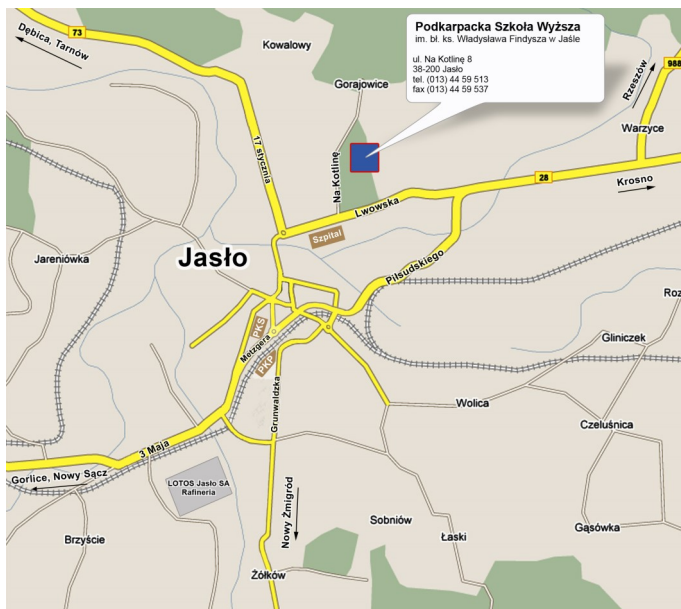 73
Dębica, Tarnów
Kowalowy
Podkarpacka Szkoła Wyższa
im. bł. ks. Władysława Findysza w Jaśle
ul. Na Kotlinę 8
38-200 Jasło
tel. (013) 44 59 513
fax (013) 44 59 537
988
Rzeszów
Gorajowice
Warzyce
17 stycznia
Na Kotlinę
28
Krosno
Lwowska
Szpital
Jasło
Jareniówka
Piłsudskiego
Roz
PKS
Metzgera
PKP
Gliniczek
Grunwaldzka
Wolica
Czeluśnica
3 Maja
Gorlice, Nowy Sącz
LOTOS Jasło SA
Rafineria
Nowy Żmigród
Sobniów
Łaski
Gąsówka
Brzyście
Żółków